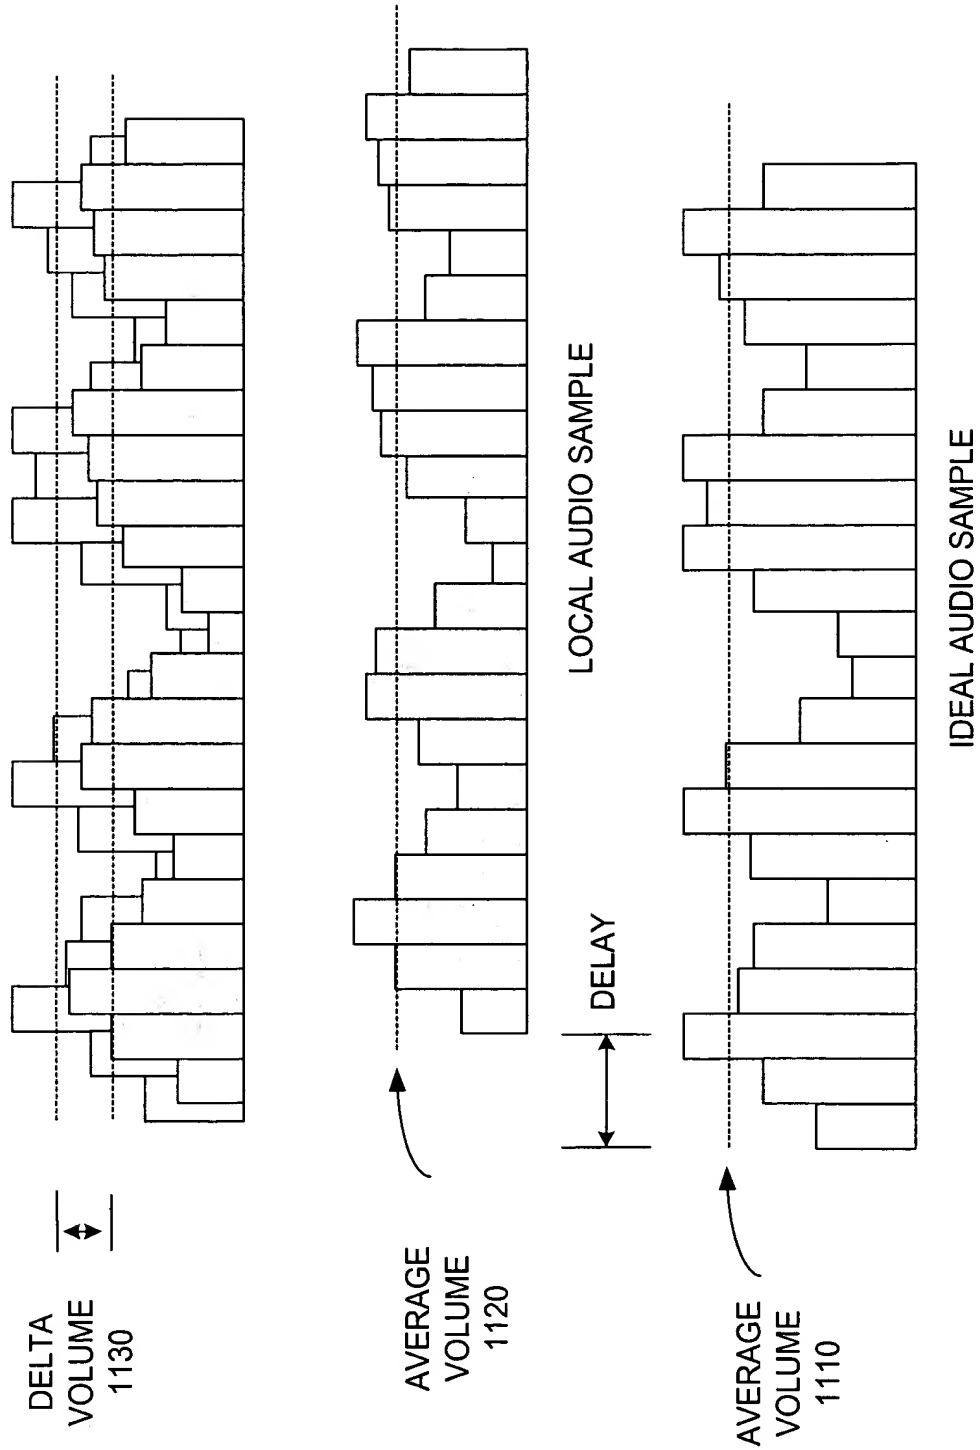 DELTA
VOLUME
1130
AVERAGE
VOLUME
1120
DELAY
LOCAL AUDIO SAMPLE
AVERAGE
VOLUME
1110
IDEAL AUDIO SAMPLE